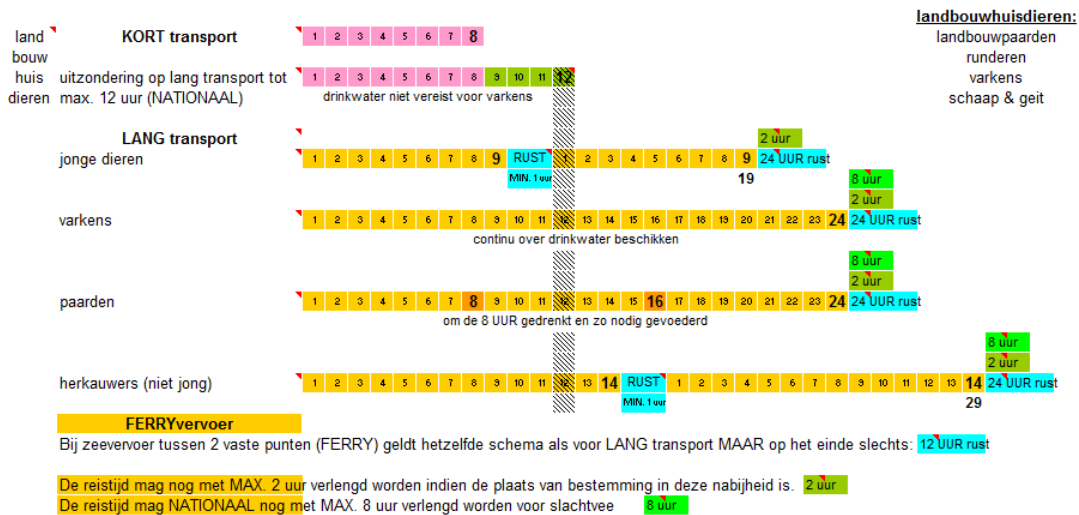 landbouwhuisdieren:
land KORT transport 1 2 3 4 5 6 7 8 landbouwpaarden
bouw runderen
huis uitzondering op lang transport tot 1 2 3 4 5 6 7 8 9 10 11 12 varkens
dieren max. 12 uur (NATIONAAL) drinkwater niet vereist voor varkens schaap & geit
LANG transport 2 uur
jonge dieren 1 2 3 4 5 6 7 8 9 RUST 1 2 3 4 5 6 7 8 9 24 UUR rust
MIN. 1 uur 19
8 uur
2 uur
varkens 1 2 3 4 5 6 7 8 9 10 11 12 13 14 15 16 17 18 19 20 21 22 23 24 24 UUR rust
continu over drinkwater beschikken
8 uur
2 uur
paarden 1 2 3 4 5 6 7 8 9 10 11 12 13 14 15 16 17 18 19 20 21 22 23 24 24 UUR rust
om de 8 UUR gedrenkt en zo nodig gevoederd
8 uur
2 uur
herkauwers (niet jong) 1 2 3 4 5 6 7 8 9 10 11 12 13 14 RUST 1 2 3 4 5 6 7 8 9 10 11 12 13 14 24 UUR rust
MIN. 1 uur 29
FERRYvervoer
Bij zeevervoer tussen 2 vaste punten (FERRY) geldt hetzelfde schema als voor LANG transport MAAR op het einde slechts: 12 UUR rust
De reistijd mag nog met MAX. 2 uur verlengd worden indien de plaats van bestemming in deze nabijheid is. 2 uur
De reistijd mag NATIONAAL nog met MAX. 8 uur verlengd worden voor slachtvee 8 uur